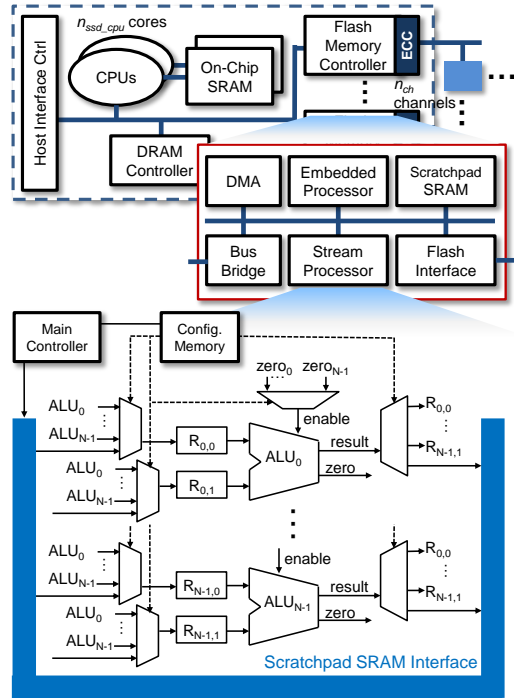 n_ssd_cpu cores
Host Interface Ctrl
CPUs
On-Chip
SRAM
Flash
Memory
Controller
ECC
n_ch
channels
DRAM
Controller
DMA
Embedded
Processor
Scratchpad
SRAM
Bus
Bridge
Stream
Processor
Flash
Interface
Main
Controller
Config.
Memory
zero_0 zero_N-1
...
enable
ALU_0
ALU_N-1
R_0,0
ALU_0
result
zero
R_0,0
R_N-1,1
ALU_0
ALU_N-1
R_0,1
enable
ALU_0
ALU_N-1
R_N-1,0
ALU_N-1
result
zero
R_0,0
R_N-1,1
ALU_0
ALU_N-1
R_N-1,1
Scratchpad SRAM Interface